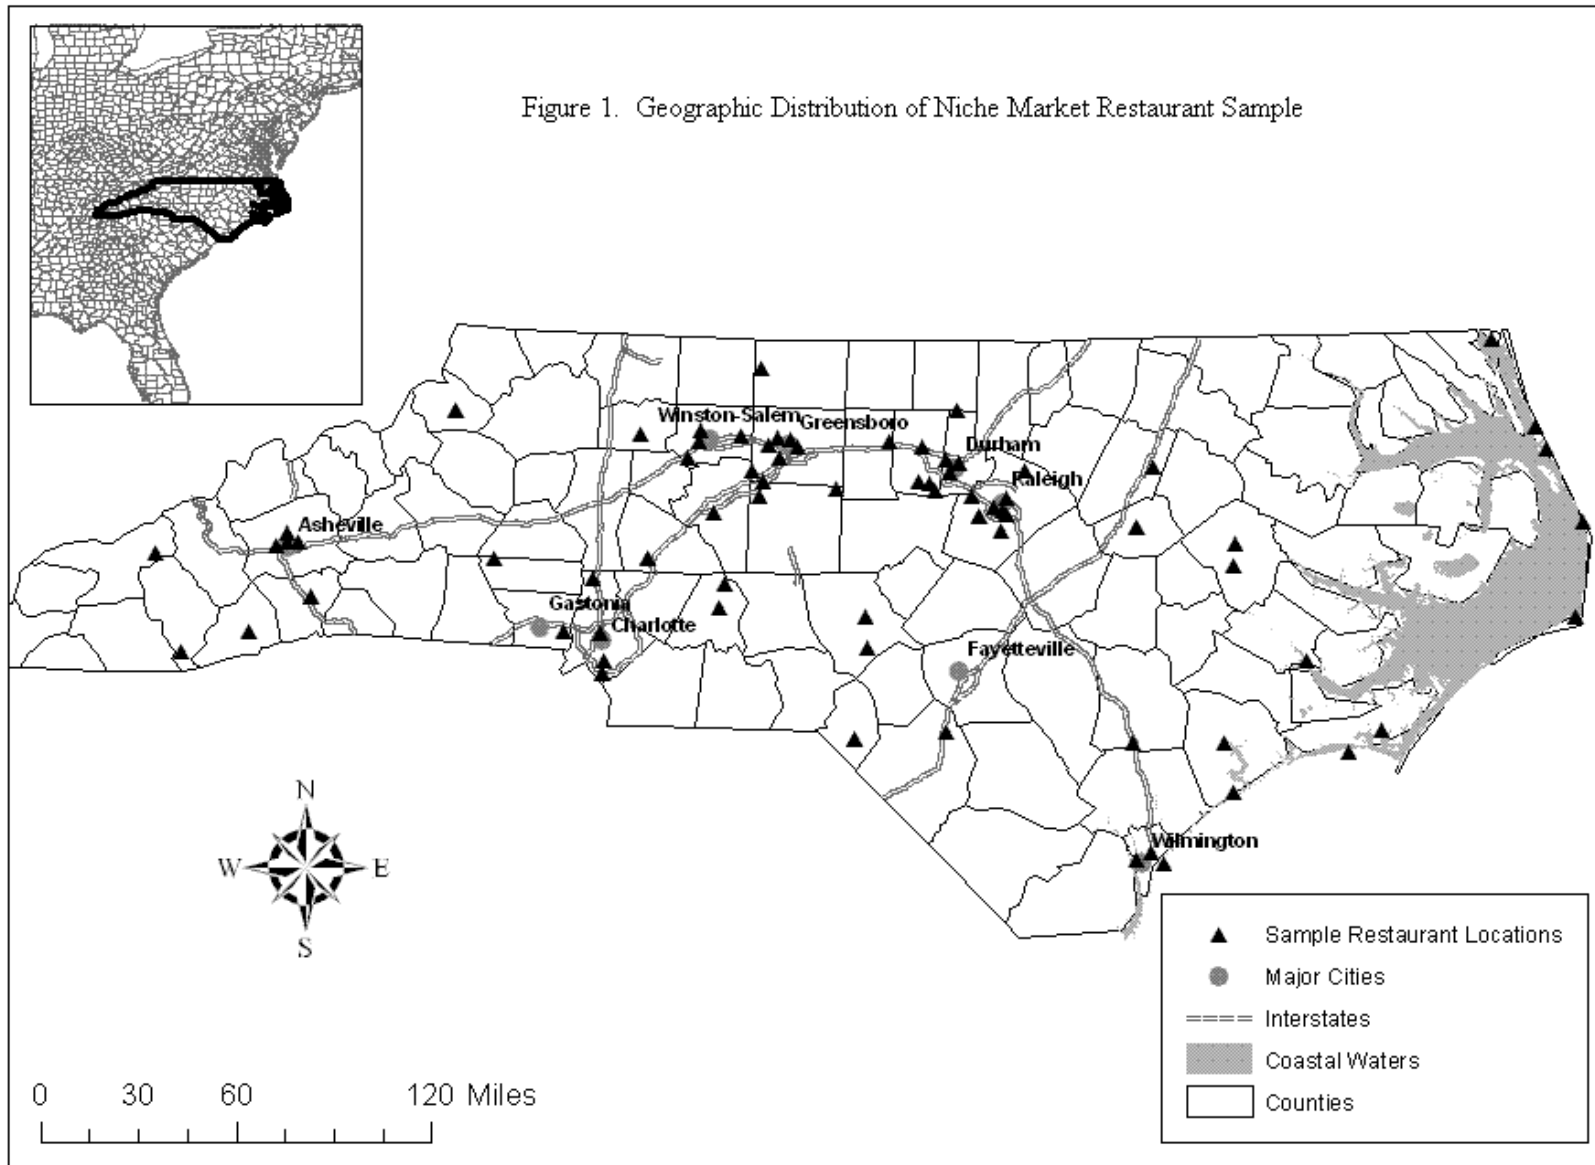 Figure 1. Geographic Distribution of Niche Market Restaurant Sample
Winston-Salem
Greensboro
Durham
Raleigh
Asheville
Gastonia
Charlotte
Fayetteville
Wilmington
N
W
E
S
Sample Restaurant Locations
Major Cities
Interstates
Coastal Waters
Counties
0 30 60 120 Miles